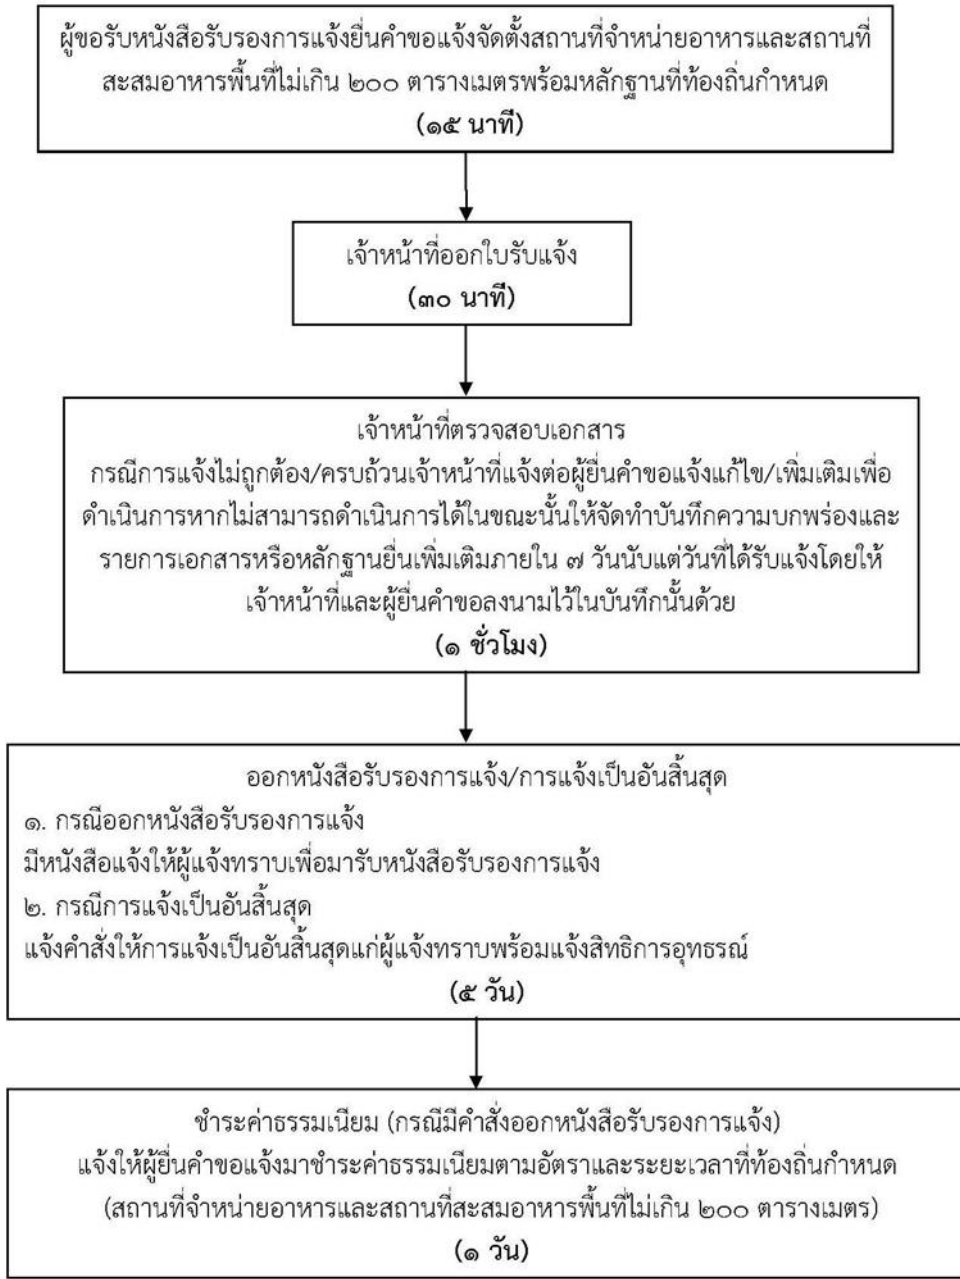 ผู้ขอรับหนังสือรับรองการแจ้งยื่นคำขอแจ้งจัดตั้งสถานที่จำหน่ายอาหารและสถานที่
สะสมอาหารพื้นที่ไม่เกิน ๒๐๐ ตารางเมตรพร้อมหลักฐานที่ท้องถิ่นกำหนด
(๑๕ นาที)
เจ้าหน้าที่ออกใบรับแจ้ง
(๓๐ นาที)
เจ้าหน้าที่ตรวจสอบเอกสาร
กรณีการแจ้งไม่ถูกต้อง/ครบถ้วนเจ้าหน้าที่แจ้งต่อผู้ยื่นคำขอแจ้งแก้ไข/เพิ่มเติมเพื่อ
ดำเนินการหากไม่สามารถดำเนินการได้ในขณะนั้นให้จัดทำบันทึกความบกพร่องและ
รายการเอกสารหรือหลักฐานยื่นเพิ่มเติมภายใน ๗ วันนับแต่วันที่ได้รับแจ้งโดยให้
เจ้าหน้าที่และผู้ยื่นคำขอลงนามไว้ในบันทึกนั้นด้วย
(๑ ชั่วโมง)
ออกหนังสือรับรองการแจ้ง/การแจ้งเป็นอันสิ้นสุด
๑. กรณีออกหนังสือรับรองการแจ้ง
มีหนังสือแจ้งให้ผู้แจ้งทราบเพื่อมารับหนังสือรับรองการแจ้ง
๒. กรณีการแจ้งเป็นอันสิ้นสุด
แจ้งคำสั่งให้การแจ้งเป็นอันสิ้นสุดแก่ผู้แจ้งทราบพร้อมแจ้งสิทธิการอุทธรณ์
(๕ วัน)
ชำระค่าธรรมเนียม (กรณีมีคำสั่งออกหนังสือรับรองการแจ้ง)
แจ้งให้ผู้ยื่นคำขอแจ้งมาชำระค่าธรรมเนียมตามอัตราและระยะเวลาที่ท้องถิ่นกำหนด
(สถานที่จำหน่ายอาหารและสถานที่สะสมอาหารพื้นที่ไม่เกิน ๒๐๐ ตารางเมตร)
(๑ วัน)